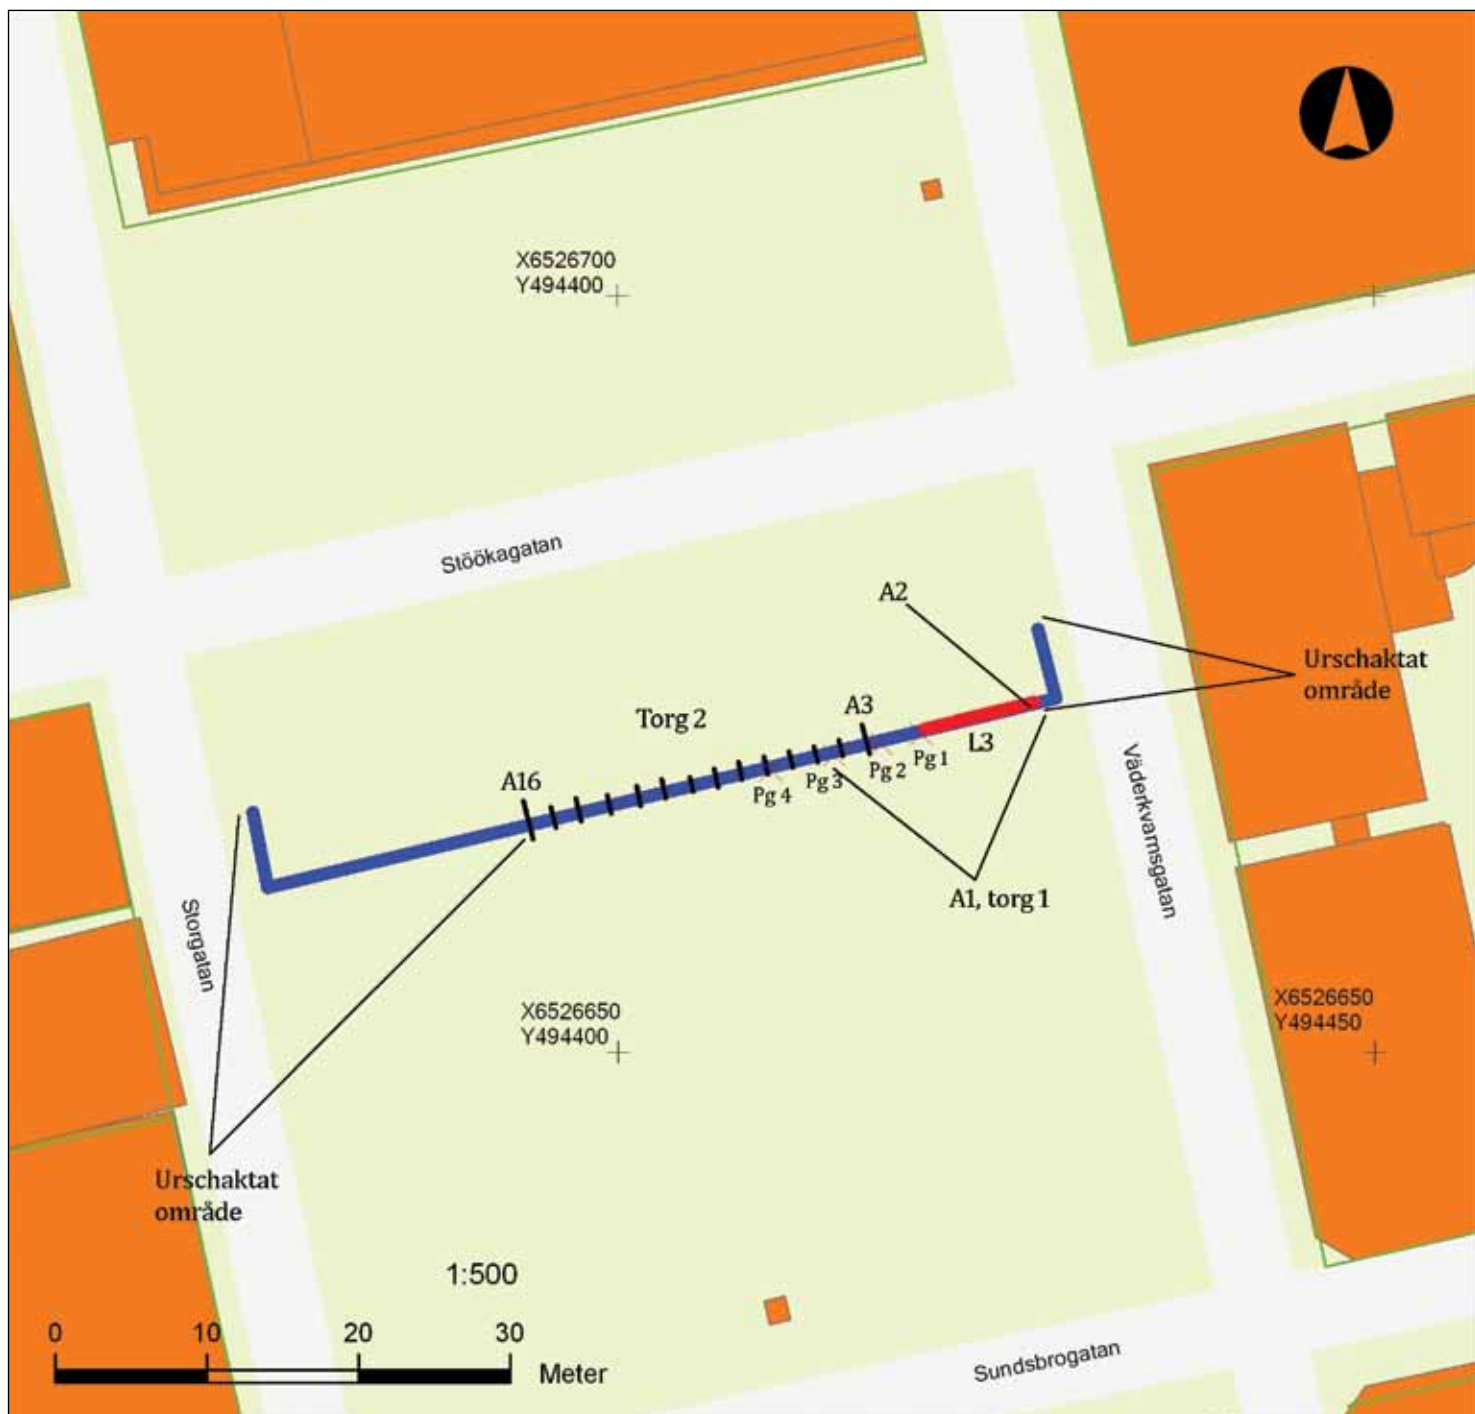 X6526700
Y494400
Stöökagatan
A2
Urschaktat
område
A3
Torg 2
L3
Pg 1
Pg 2
Pg 3
Pg 4
A16
Väderkvarnsgatan
A1, torg 1
Storgatan
X6526650
Y494400
X6526650
Y494450
Urschaktat
område
1:500
0 10 20 30
Meter
Sundsbrogatan